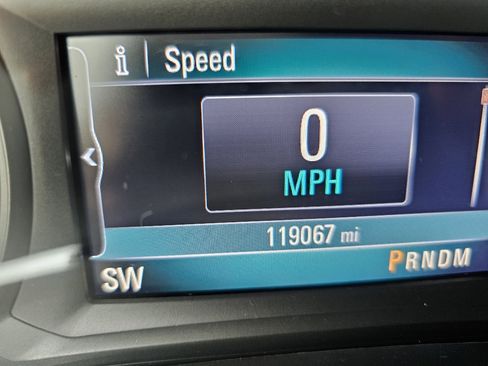 i Speed
0
MPH
119067 mi
SW PRNDM